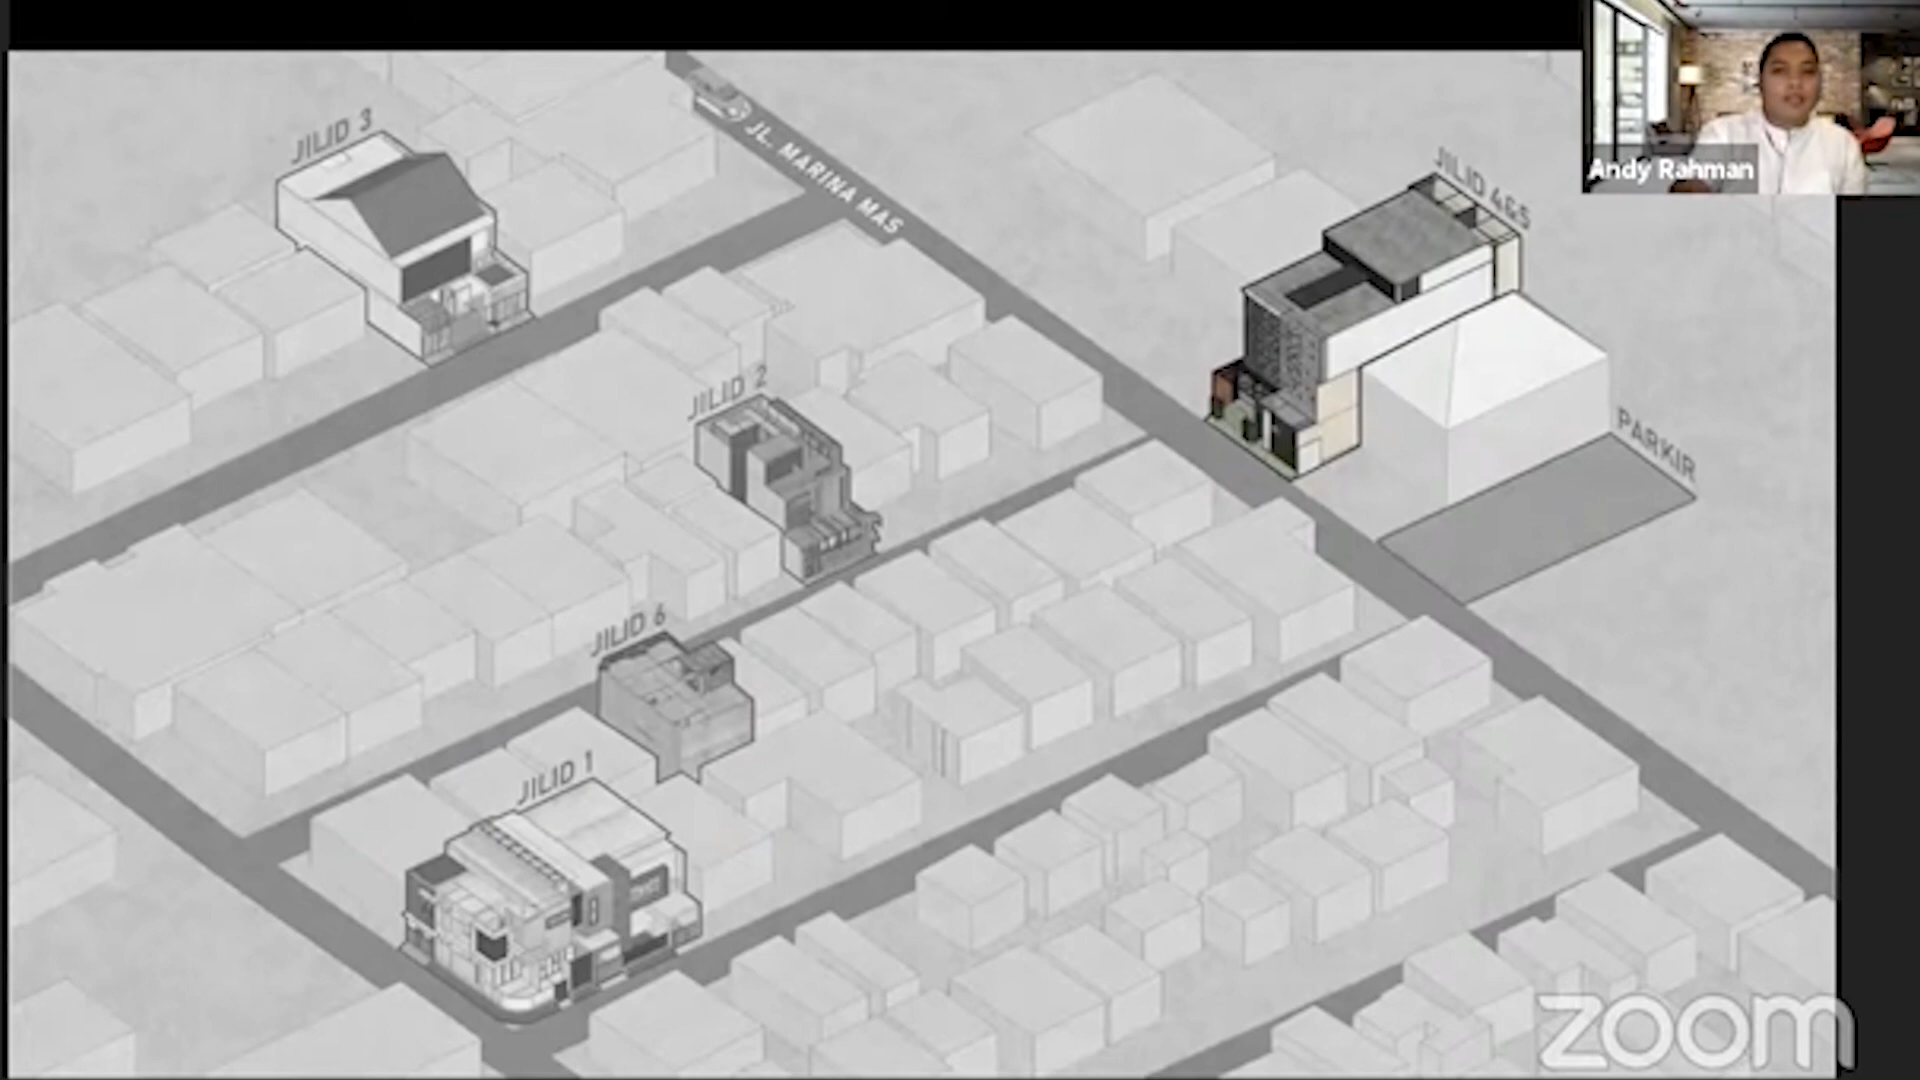 JILID 3
JL. MARINA MAS
JILID 4&5
Andy Rahman
JILID 2
PARKIR
JILID 6
JILID 1
zoom